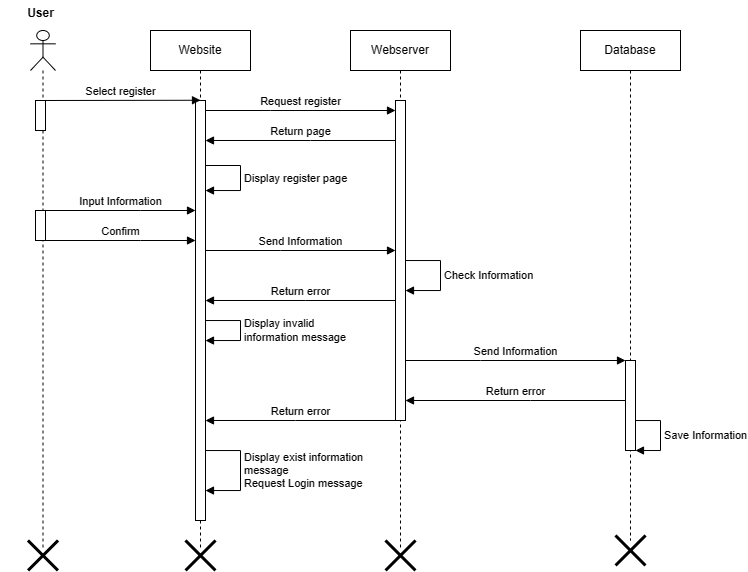 User
Website
Webserver
Database
Select register
Request register
Return page
Display register page
Input Information
Confirm
Send Information
Check Information
Return error
Display invalid
information message
Send Information
Return error
Return error
Save Information
Display exist information
message
Request Login message